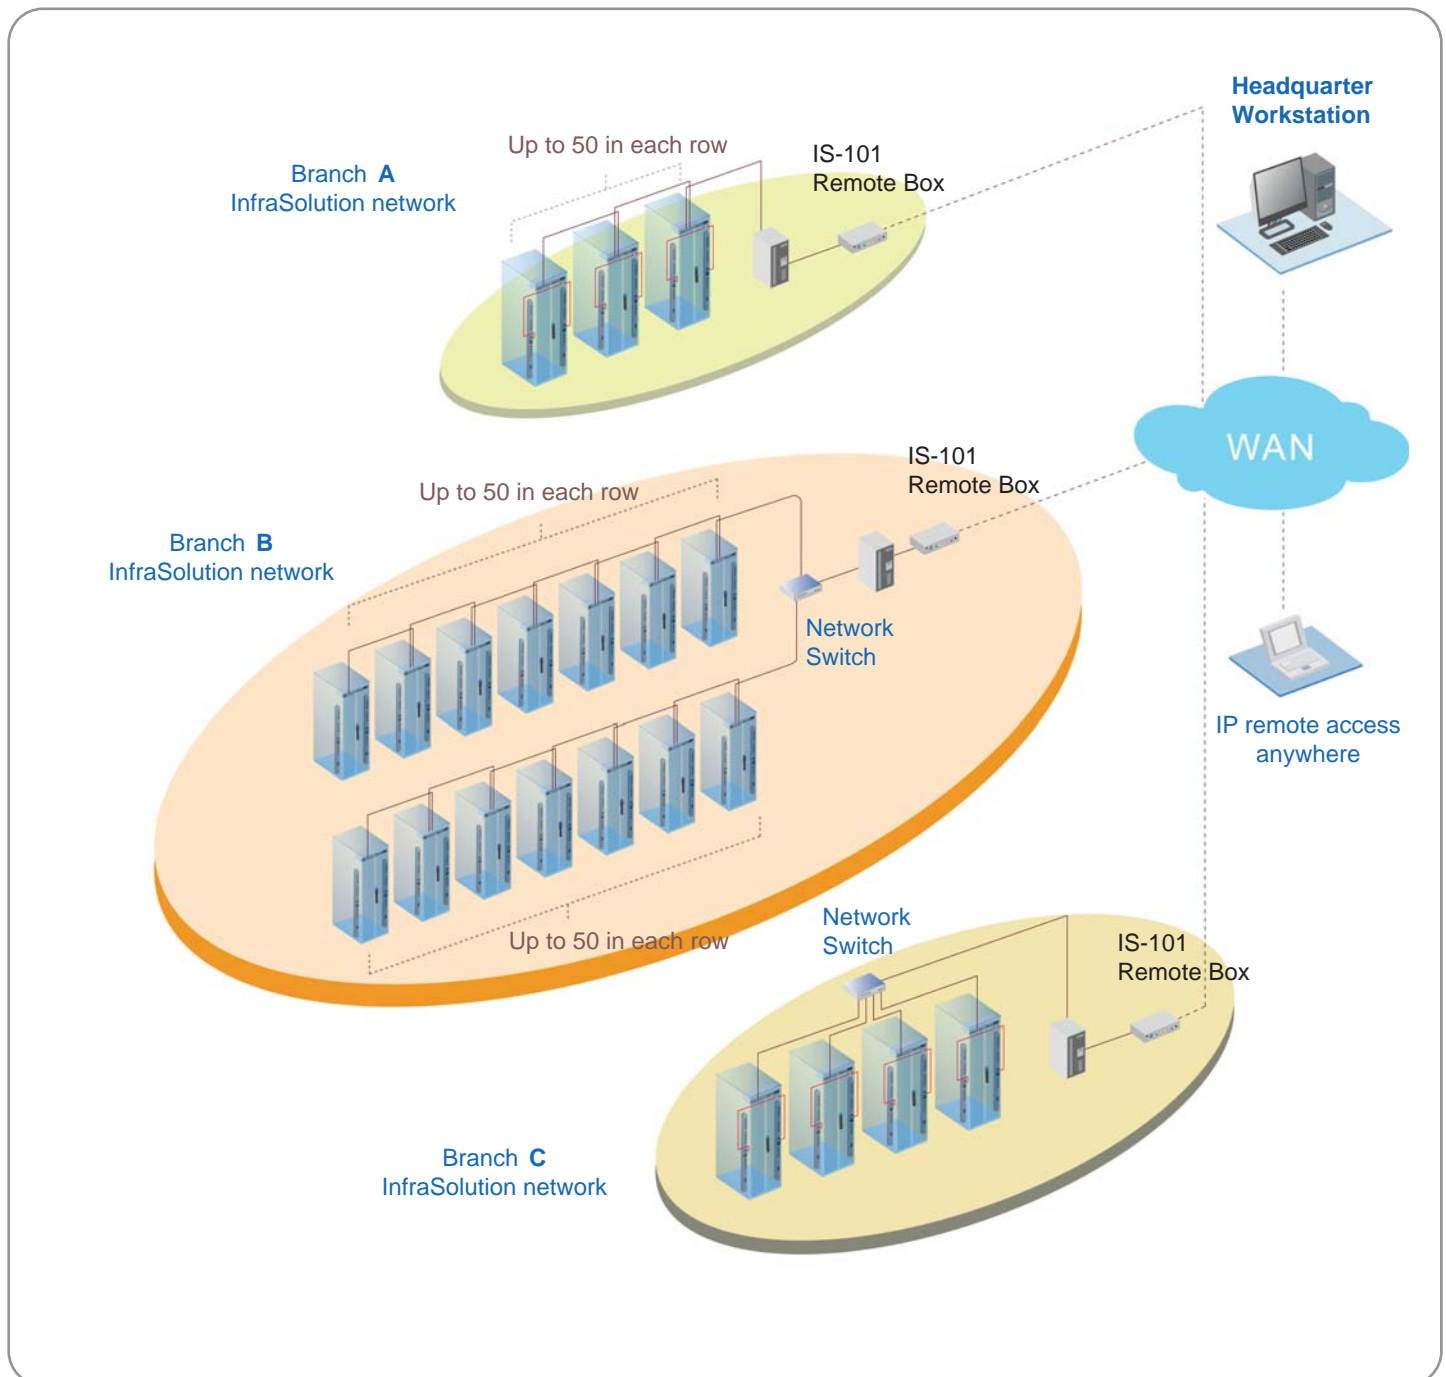 Headquarter
Workstation
Up to 50 in each row
IS-101
Remote Box
Branch A
InfraSolution network
WAN
IS-101
Remote Box
Up to 50 in each row
Branch B
InfraSolution network
Network
Switch
IP remote access
anywhere
Up to 50 in each row
Network
Switch
IS-101
Remote Box
Branch C
InfraSolution network